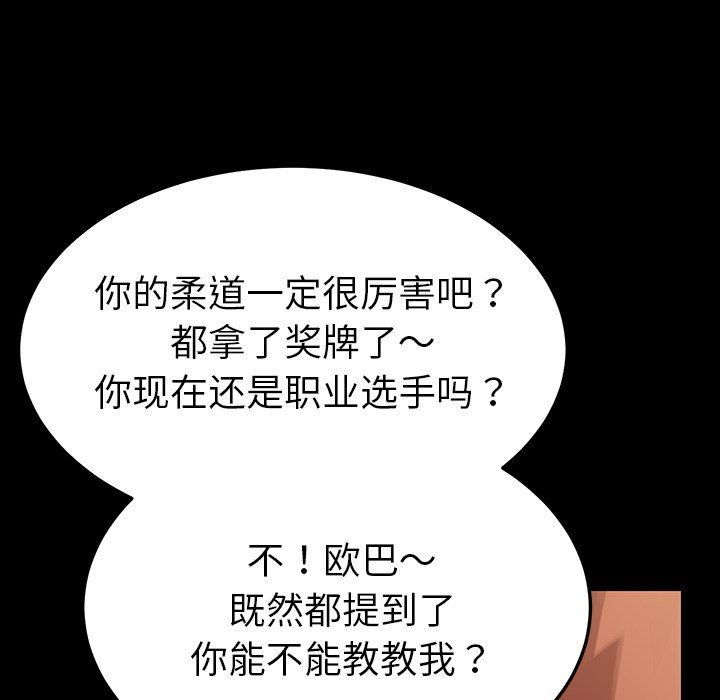 你的柔道一定很厉害吧？
都拿了奖牌了～
你现在还是职业选手吗？
不！欧巴～
既然都提到了
你能不能教教我？